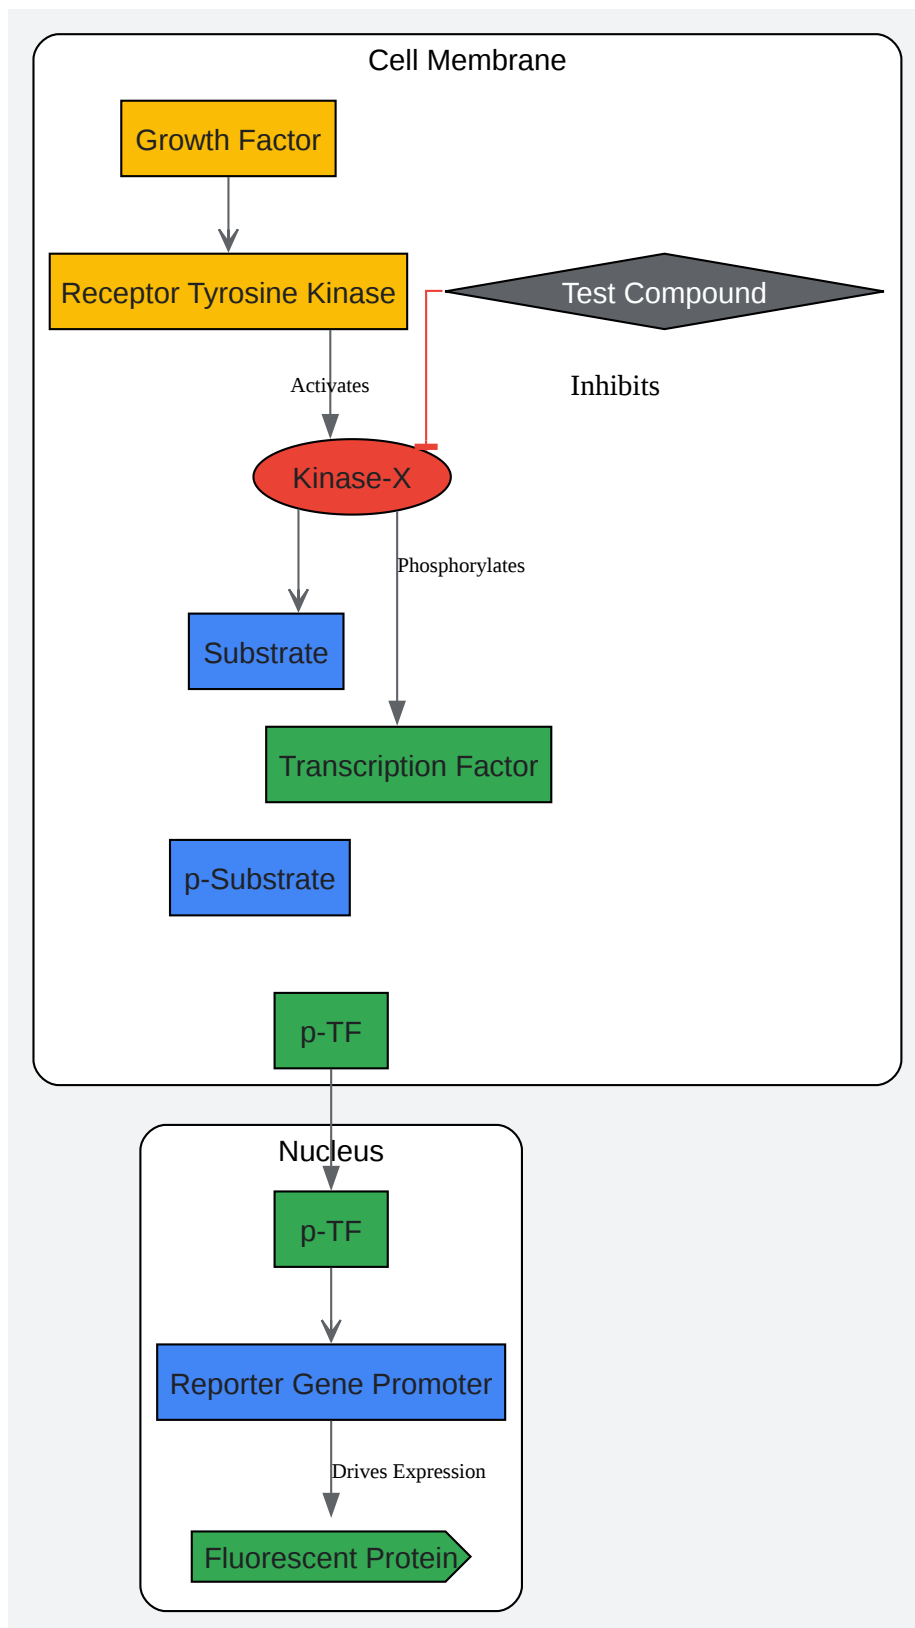 Cell Membrane
Growth Factor
Receptor Tyrosine Kinase
Test Compound
Activates
Inhibits
Kinase-X
Phosphorylates
Substrate
Transcription Factor
p-Substrate
p-TF
Nucleus
p-TF
Reporter Gene Promoter
Drives Expression
Fluorescent Protein